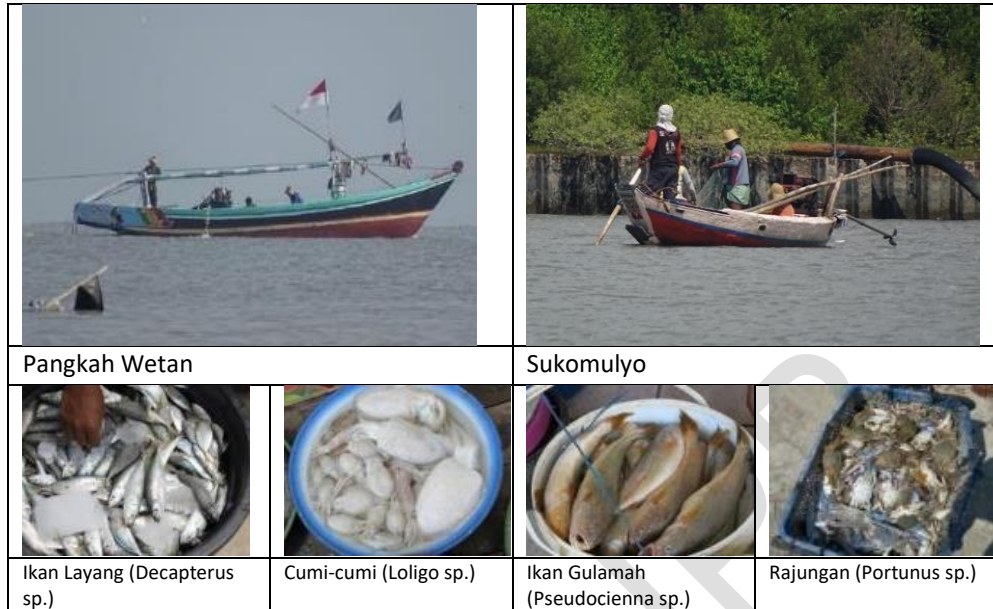 Pangkah Wetan
Sukomulyo
Ikan Layang (Decapterus
sp.)
Cumi-cumi (Loligo sp.)
Ikan Gulamah
(Pseudocienna sp.)
Rajungan (Portunus sp.)